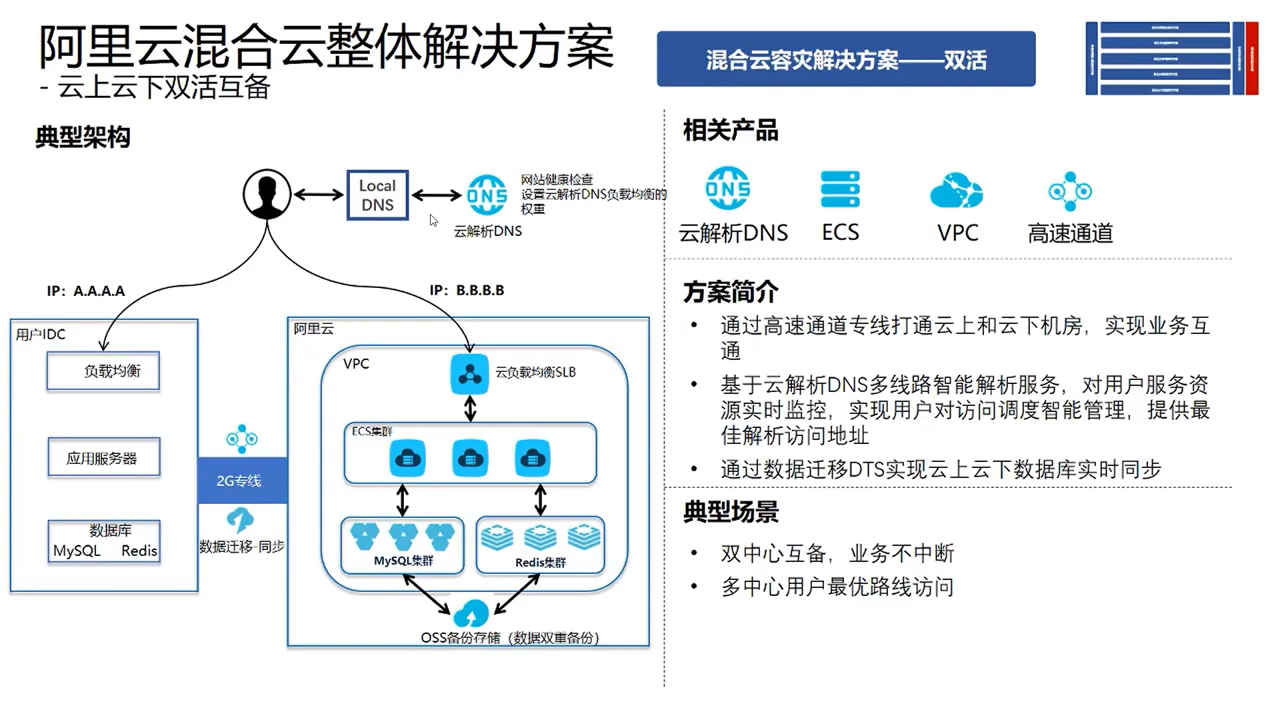 阿里云混合云整体解决方案
- 云上云下双活互备
混合云容灾解决方案——双活
典型架构
Local
DNS
DNS
网站健康检查
设置云解析DNS负载均衡的
权重
云解析DNS
IP：A.A.A.A
IP：B.B.B.B
用户IDC
负载均衡
应用服务器
数据库
MySQL Redis
2G专线
数据迁移-同步
阿里云
VPC
云负载均衡SLB
ECS集群
MySQL集群
Redis集群
OSS备份存储（数据双重备份）
相关产品
DNS
云解析DNS
ECS
VPC
高速通道
方案简介
• 通过高速通道专线打通云上和云下机房，实现业务互
通
• 基于云解析DNS多线路智能解析服务，对用户服务资
源实时监控，实现用户对访问调度智能管理，提供最
佳解析访问地址
• 通过数据迁移DTS实现云上云下数据库实时同步
典型场景
• 双中心互备，业务不中断
• 多中心用户最优路线访问